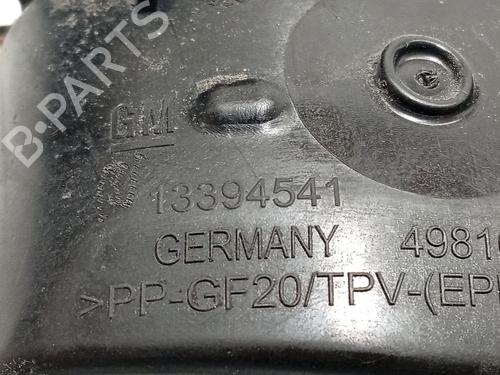 B-PARTS
GM
13394541
GERMANY 4981
>PP-GF20/TPV-(EP